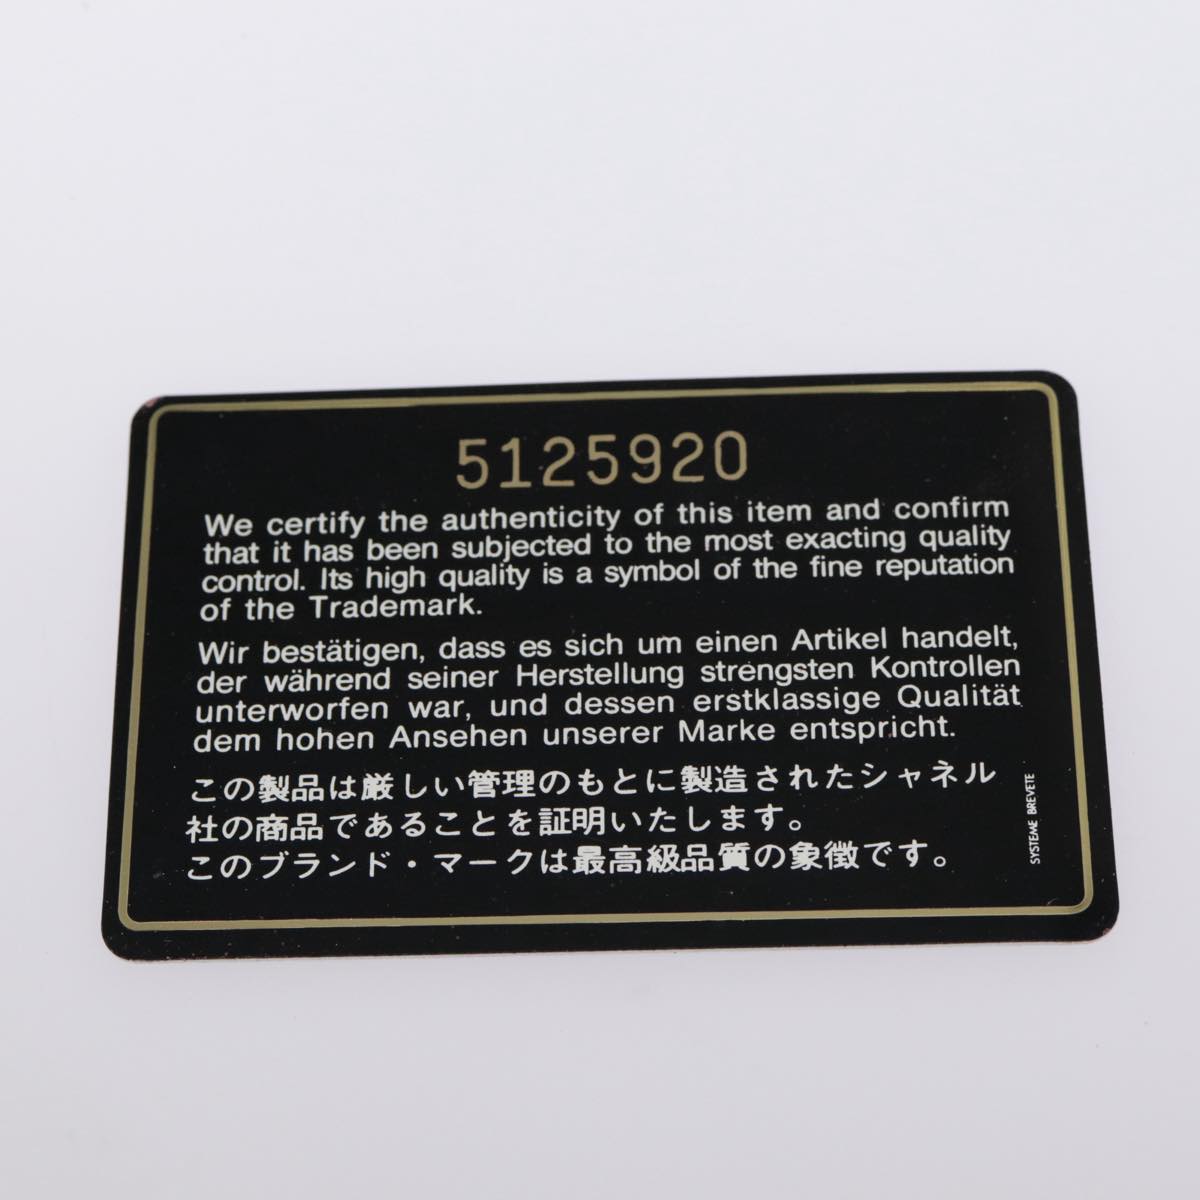 5125920
We certify the authenticity of this item and confirm
that it has been subjected to the most exacting quality
control. Its high quality is a symbol of the fine reputation
of the Trademark.
Wir bestätigen, dass es sich um einen Artikel handelt,
der während seiner Herstellung strengsten Kontrollen
unterworfen war, und dessen erstklassige Qualität
dem hohen Ansehen unserer Marke entspricht.
この製品は厳しい管理のもとに製造されたシャネル
社の商品であることを証明いたします。
このブランド・マークは最高級品質の象徴です。
SYSTEME BREVETE